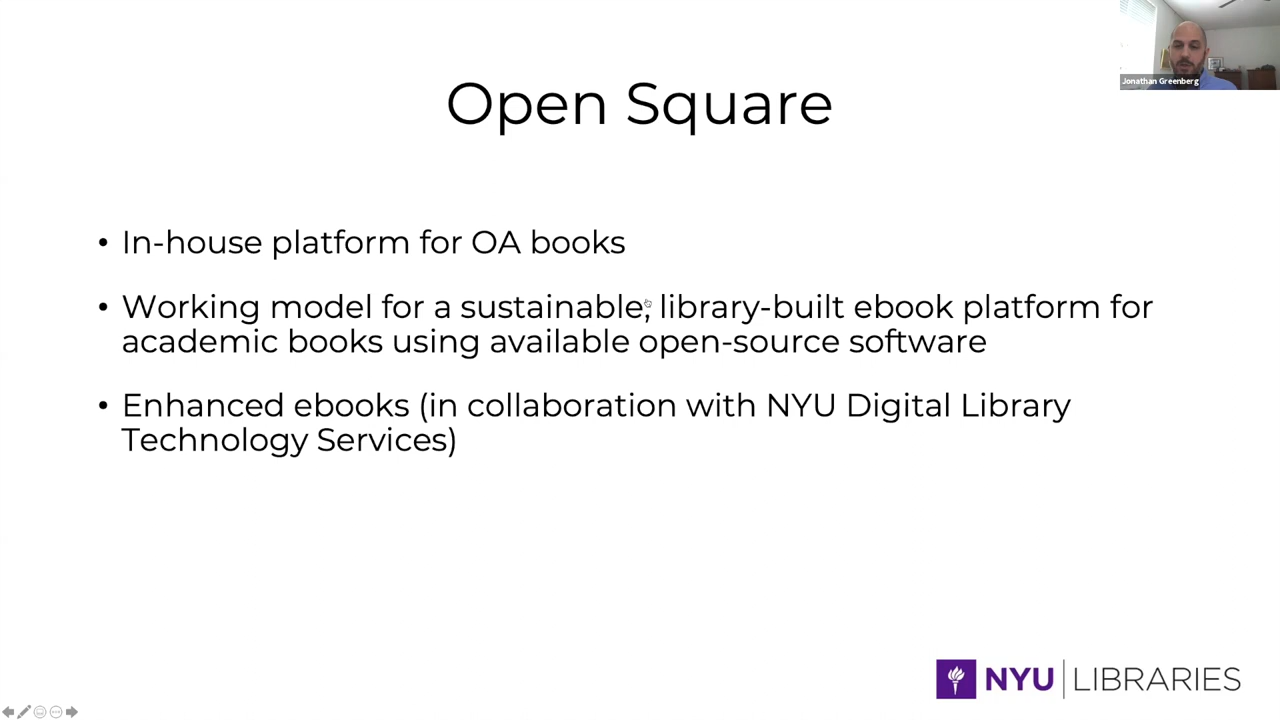 Jonathan Greenberg
Open Square
• In-house platform for OA books
• Working model for a sustainable, library-built ebook platform for
academic books using available open-source software
• Enhanced ebooks (in collaboration with NYU Digital Library
Technology Services)
NYU LIBRARIES